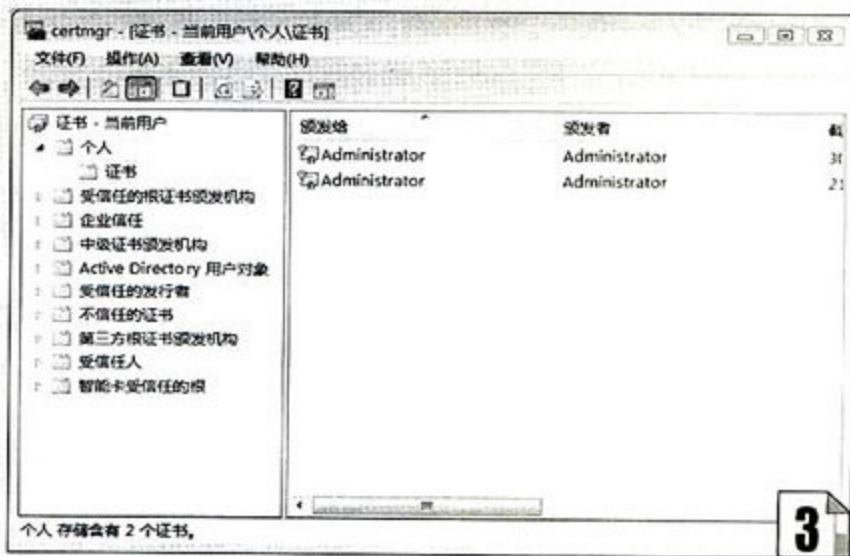 certmgr - [证书 - 当前用户\个人\证书]
文件(F) 操作(A) 查看(V) 帮助(H)
证书 - 当前用户
个人
证书
受信任的根证书颁发机构
企业信任
中级证书颁发机构
Active Directory 用户对象
受信任的发行者
不信任的证书
第三方根证书颁发机构
受信任人
智能卡受信任的根
颁发给 颁发者 截
Administrator Administrator
Administrator Administrator 21
个人 存储含有 2 个证书。
3